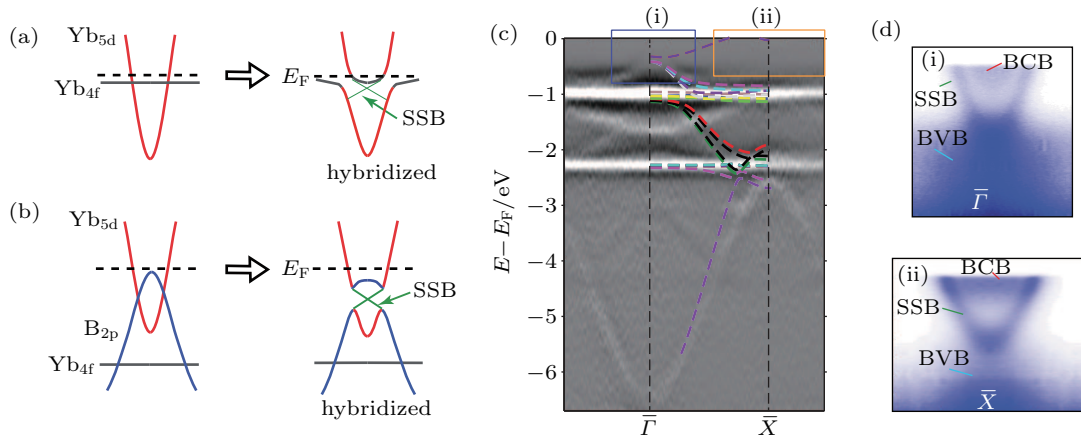 (a)
Yb5d
Yb4f
EF
SSB
hybridized
(b)
Yb5d
B2p
Yb4f
EF
SSB
hybridized
(c)
(i)
(ii)
E−EF/eV
0
−1
−2
−3
−4
−5
−6
Γ̅
X̅
(d)
(i)
BCB
SSB
BVB
Γ̅
(ii)
BCB
SSB
BVB
X̅